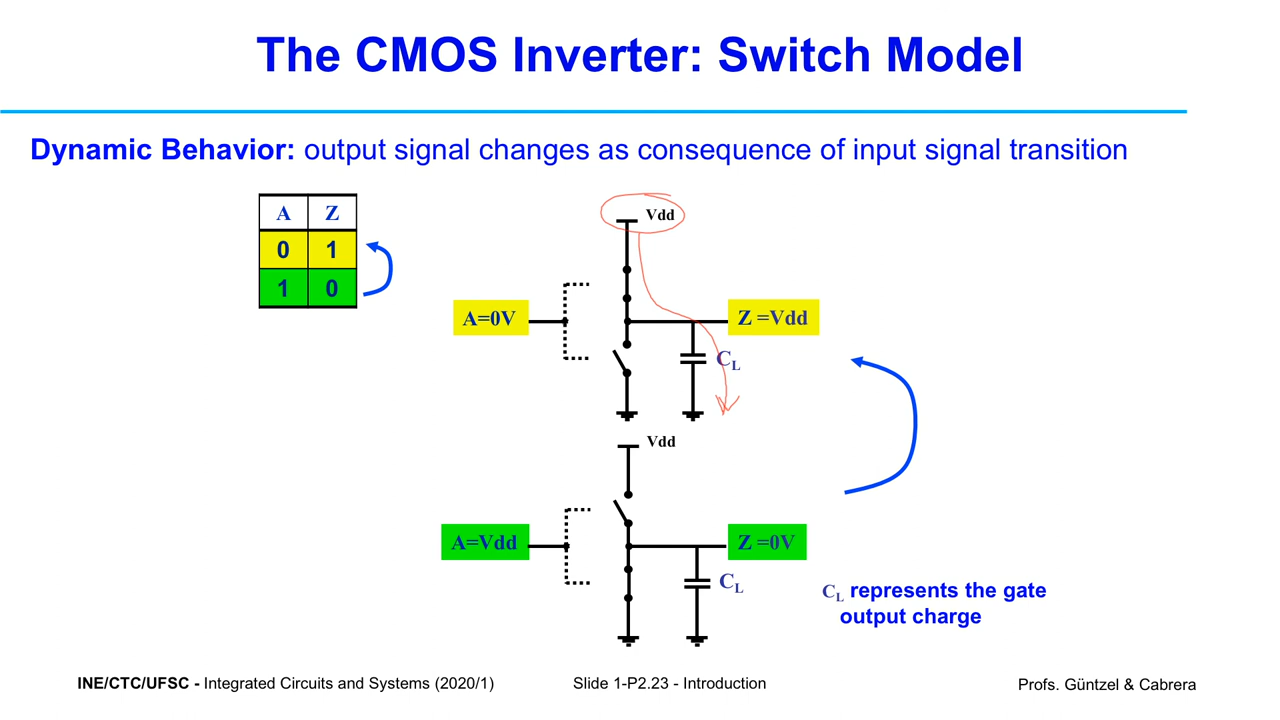 The CMOS Inverter: Switch Model
Dynamic Behavior: output signal changes as consequence of input signal transition
A Z
0 1
1 0
Vdd
A=0V
Z =Vdd
CL
Vdd
A=Vdd
Z =0V
CL
CL represents the gate
output charge
INE/CTC/UFSC - Integrated Circuits and Systems (2020/1)
Slide 1-P2.23 - Introduction
Profs. Güntzel & Cabrera